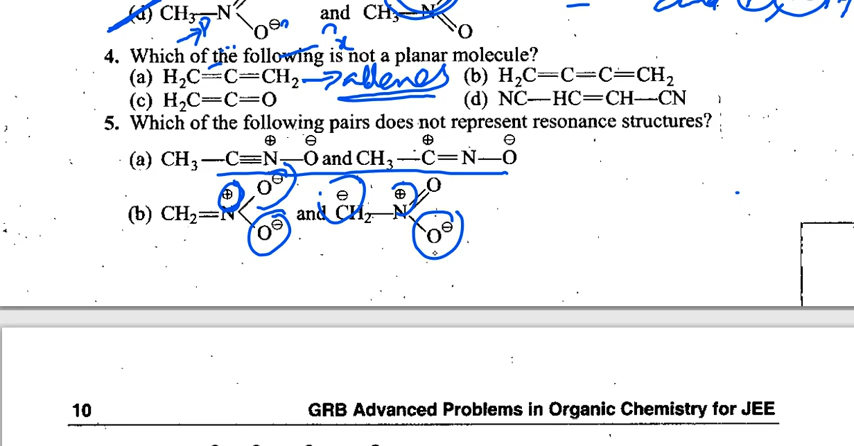 (d) CH₃—N O⊖ and CH₃—N O
4. Which of the following is not a planar molecule?
(a) H₂C=C=CH₂ → allenes (b) H₂C=C=C=CH₂
(c) H₂C=C=O (d) NC—HC=CH—CN
5. Which of the following pairs does not represent resonance structures?
(a) CH₃—C≡N⊕—O⊖ and CH₃—C⊕=N—O⊖
(b) CH₂=N⊕ O⊖ O⊖ and ⊖CH₂—N⊕ O O⊖
10 GRB Advanced Problems in Organic Chemistry for JEE